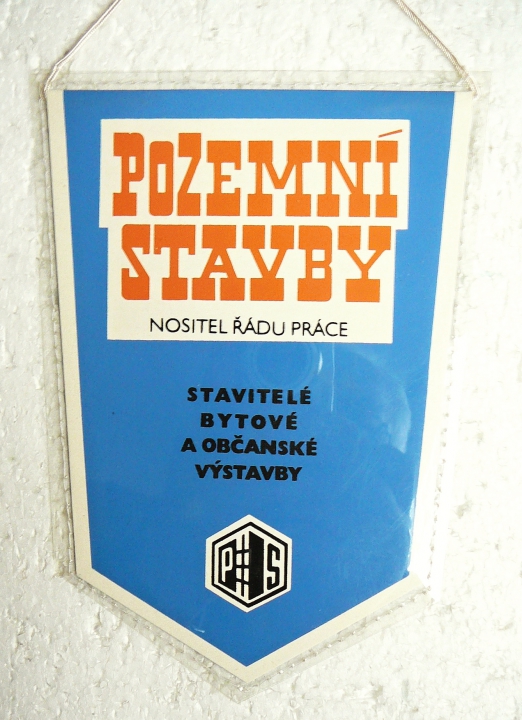 POZEMNÍ
STAVBY
NOSITEL ŘÁDU PRÁCE
STAVITELÉ
BYTOVÉ
A OBČANSKÉ
VÝSTAVBY
PS